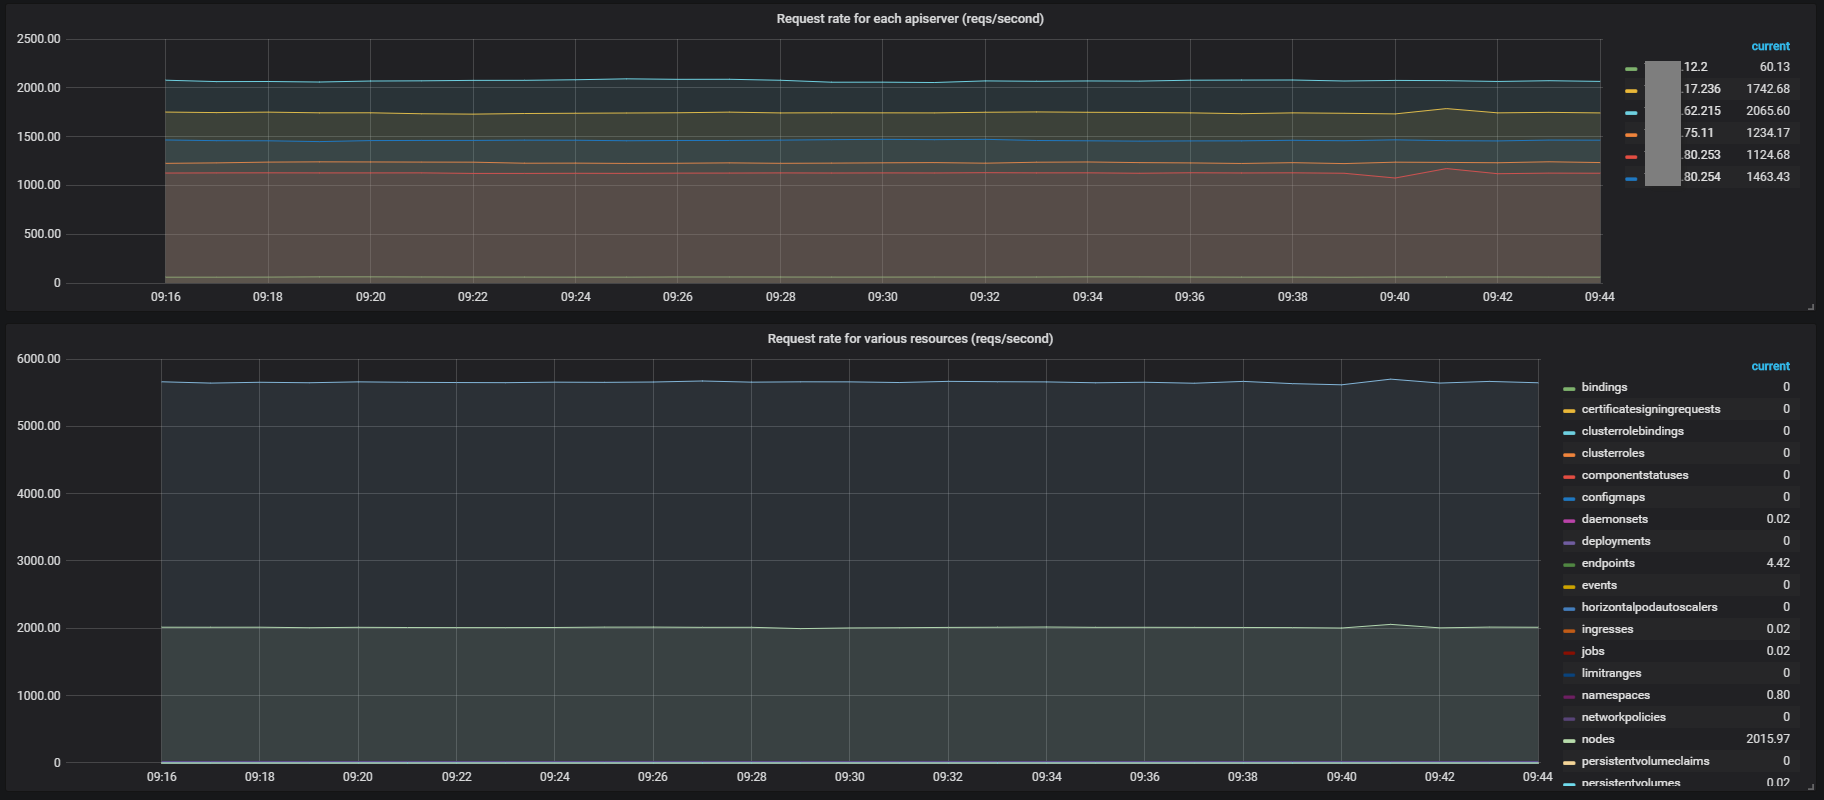 Request rate for each apiserver (reqs/second)
2500.00
2000.00
1500.00
1000.00
500.00
0
09:16 09:18 09:20 09:22 09:24 09:26 09:28 09:30 09:32 09:34 09:36 09:38 09:40 09:42 09:44
current
.12.2 60.13
.17.236 1742.68
.62.215 2065.60
.75.11 1234.17
.80.253 1124.68
.80.254 1463.43
Request rate for various resources (reqs/second)
6000.00
5000.00
4000.00
3000.00
2000.00
1000.00
0
09:16 09:18 09:20 09:22 09:24 09:26 09:28 09:30 09:32 09:34 09:36 09:38 09:40 09:42 09:44
current
bindings 0
certificatesigningrequests 0
clusterrolebindings 0
clusterroles 0
componentstatuses 0
configmaps 0
daemonsets 0.02
deployments 0
endpoints 4.42
events 0
horizontalpodautoscalers 0
ingresses 0.02
jobs 0.02
limitranges 0
namespaces 0.80
networkpolicies 0
nodes 2015.97
persistentvolumeclaims 0
persistentvolumes 0.02